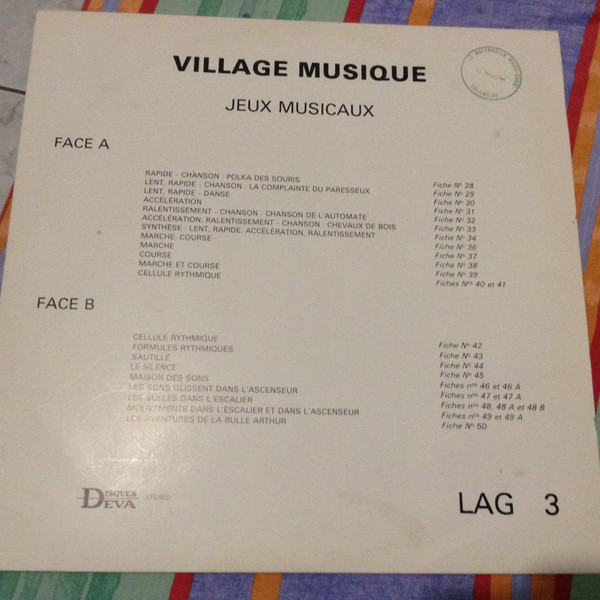 VILLAGE MUSIQUE
JEUX MUSICAUX
FACE A
RAPIDE - CHANSON : POLKA DES SOURIS Fiche Nº 28
LENT, RAPIDE - CHANSON : LA COMPLAINTE DU PARESSEUX Fiche Nº 29
LENT, RAPIDE - DANSE Fiche Nº 30
ACCÉLÉRATION Fiche Nº 31
RALENTISSEMENT - CHANSON : CHANSON DE L'AUTOMATE Fiche Nº 32
ACCÉLÉRATION, RALENTISSEMENT - CHANSON : CHEVAUX DE BOIS Fiche Nº 33
SYNTHÈSE : LENT, RAPIDE, ACCÉLÉRATION, RALENTISSEMENT Fiche Nº 34
MARCHE, COURSE Fiche Nº 36
MARCHE Fiche Nº 37
COURSE Fiche Nº 38
MARCHE ET COURSE Fiche Nº 39
CELLULE RYTHMIQUE Fiches Nos 40 et 41
FACE B
CELLULE RYTHMIQUE Fiche Nº 42
FORMULES RYTHMIQUES Fiche Nº 43
SAUTILLÉ Fiche Nº 44
LE SILENCE Fiche Nº 45
MAISON DES SONS Fiches nos 46 et 46 A
LES SONS GLISSENT DANS L'ASCENSEUR Fiches nos 47 et 47 A
LES BULLES DANS L'ESCALIER Fiches nos 48, 48 A et 48 B
MOUVEMENTS DANS L'ESCALIER ET DANS L'ASCENSEUR Fiches nos 49 et 49 A
LES AVENTURES DE LA BULLE ARTHUR Fiche Nº 50
DISQUES DEVA STEREO
LAG 3